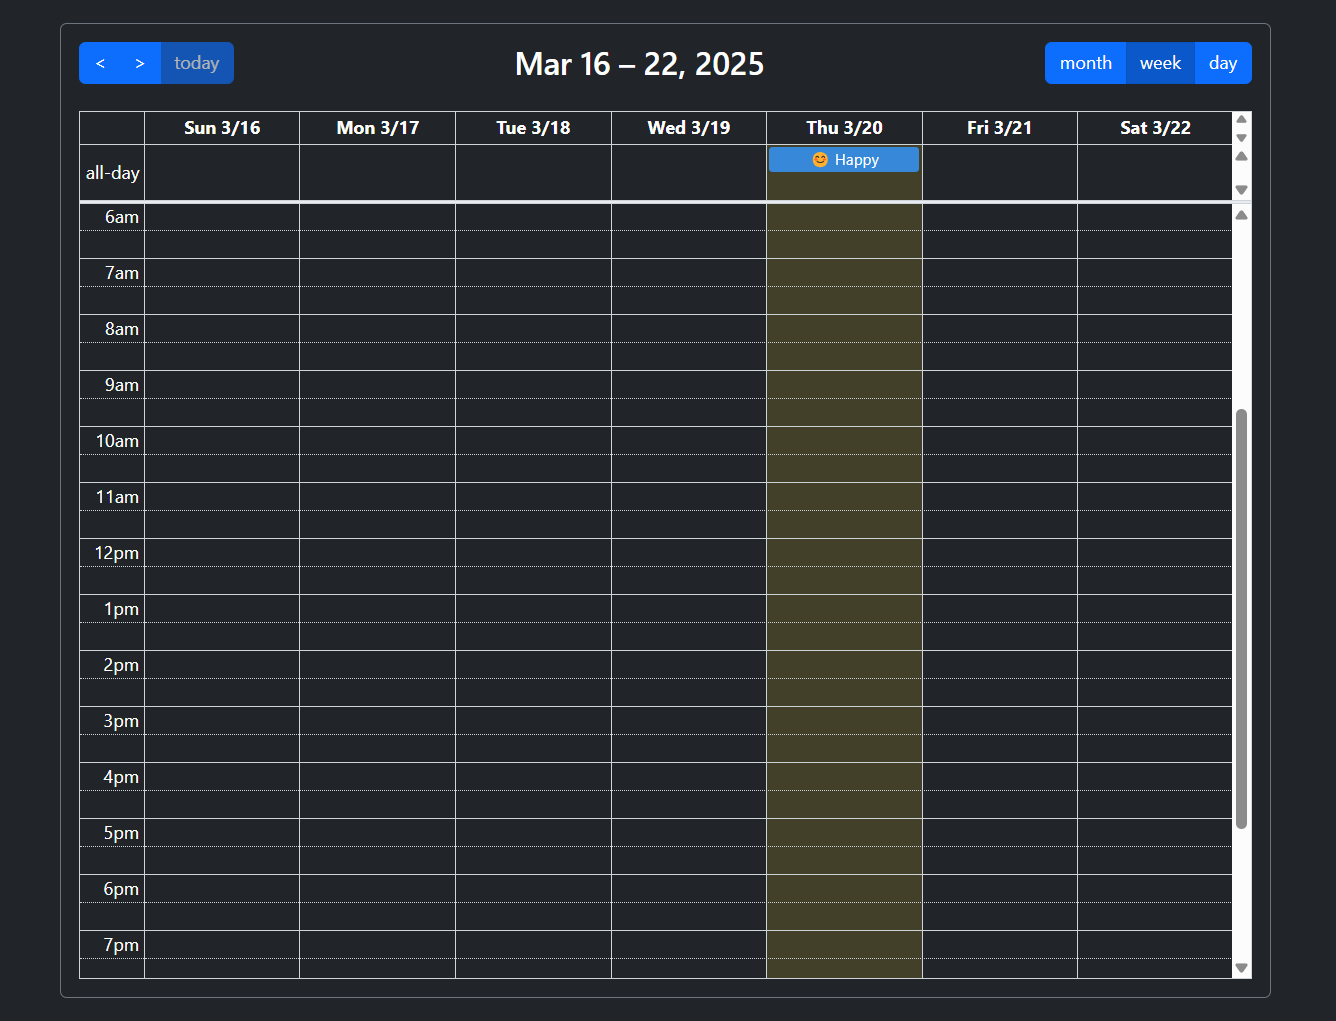 < > today
Mar 16 – 22, 2025
month week day
Sun 3/16 Mon 3/17 Tue 3/18 Wed 3/19 Thu 3/20 Fri 3/21 Sat 3/22
all-day 😊 Happy
6am
7am
8am
9am
10am
11am
12pm
1pm
2pm
3pm
4pm
5pm
6pm
7pm